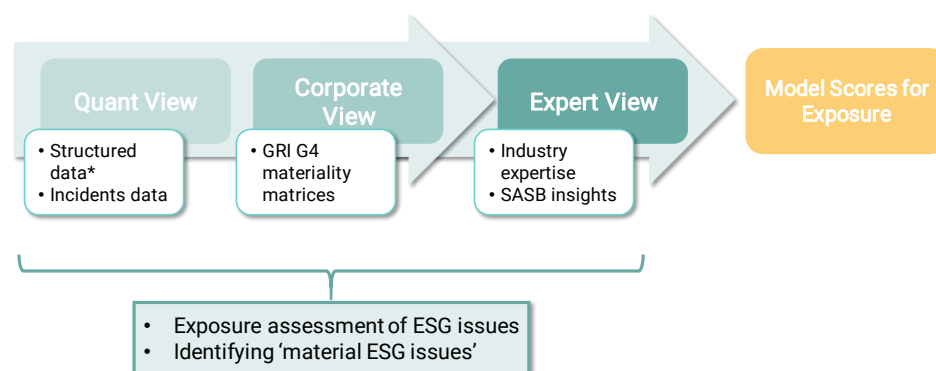 Quant View
Corporate
View
Expert View
Model Scores for
Exposure
• Structured
data*
• Incidents data
• GRI G4
materiality
matrices
• Industry
expertise
• SASB insights
• Exposure assessment of ESG issues
• Identifying ‘material ESG issues’